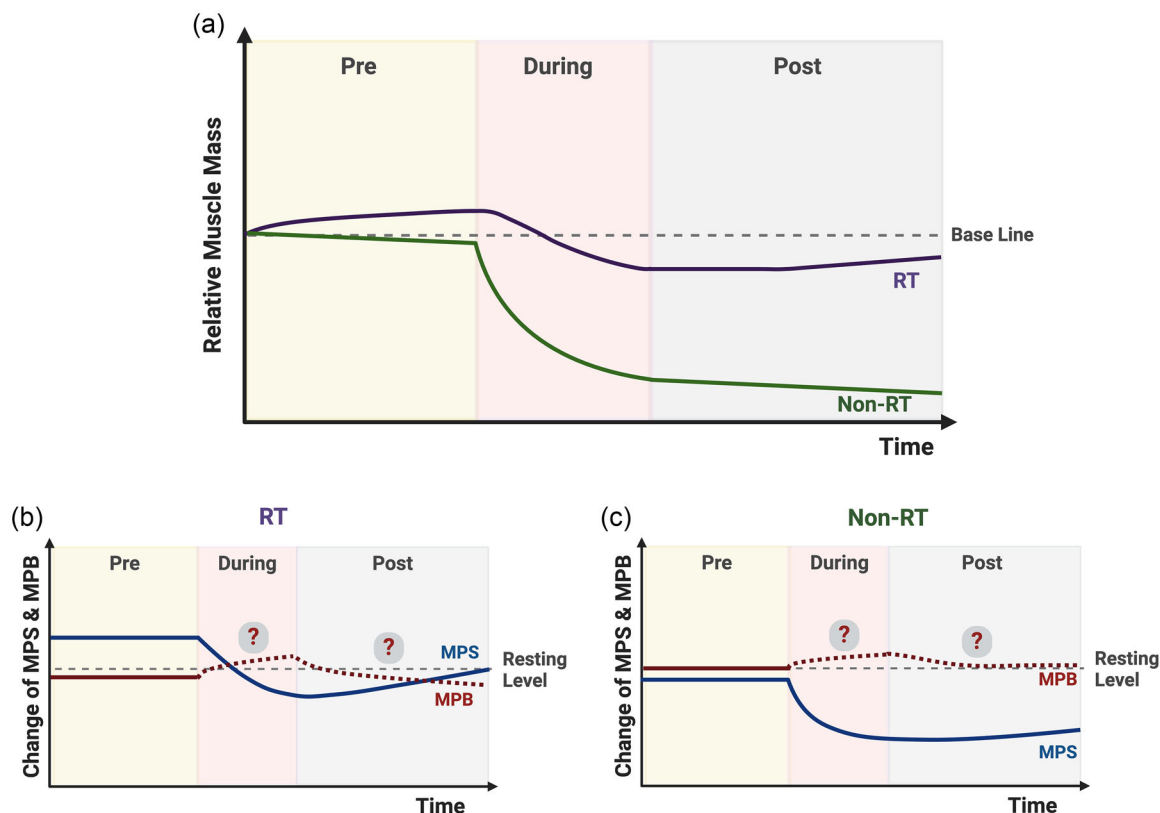 (a)
Pre
During
Post
Relative Muscle Mass
Base Line
RT
Non-RT
Time
(b)
RT
Pre
During
Post
Change of MPS & MPB
?
?
MPS
Resting
Level
MPB
Time
(c)
Non-RT
Pre
During
Post
Change of MPS & MPB
?
?
Resting
Level
MPB
MPS
Time